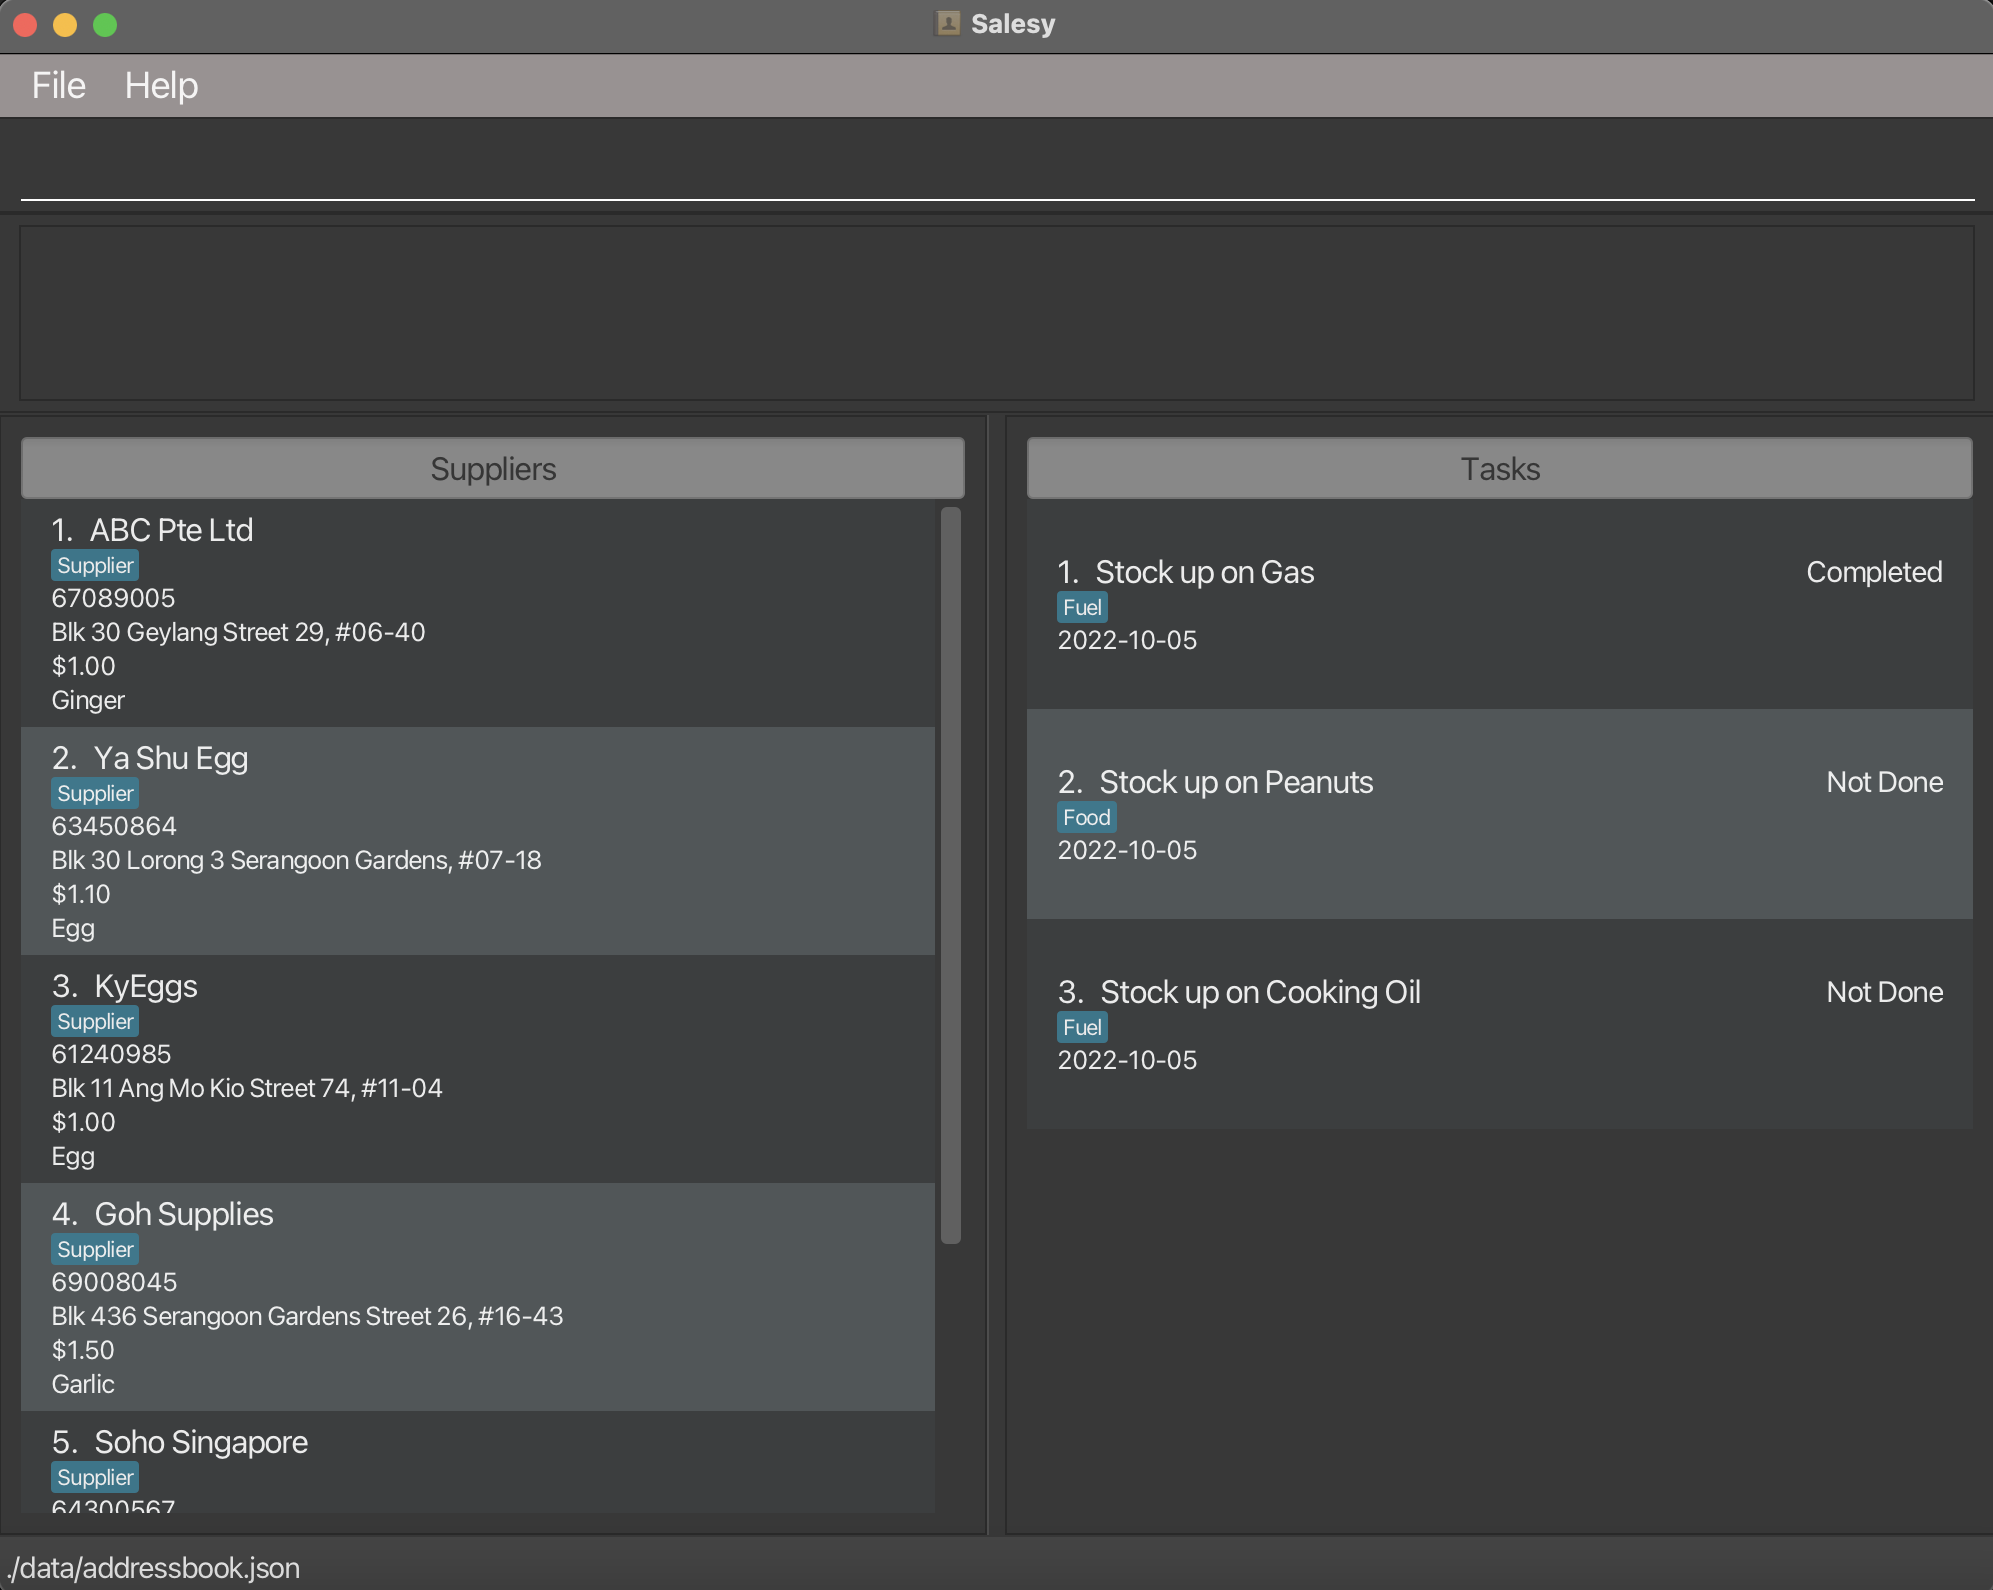 Salesy
File Help
Suppliers
1. ABC Pte Ltd
Supplier
67089005
Blk 30 Geylang Street 29, #06-40
$1.00
Ginger
2. Ya Shu Egg
Supplier
63450864
Blk 30 Lorong 3 Serangoon Gardens, #07-18
$1.10
Egg
3. KyEggs
Supplier
61240985
Blk 11 Ang Mo Kio Street 74, #11-04
$1.00
Egg
4. Goh Supplies
Supplier
69008045
Blk 436 Serangoon Gardens Street 26, #16-43
$1.50
Garlic
5. Soho Singapore
Supplier
64300567
Tasks
1. Stock up on Gas Completed
Fuel
2022-10-05
2. Stock up on Peanuts Not Done
Food
2022-10-05
3. Stock up on Cooking Oil Not Done
Fuel
2022-10-05
./data/addressbook.json